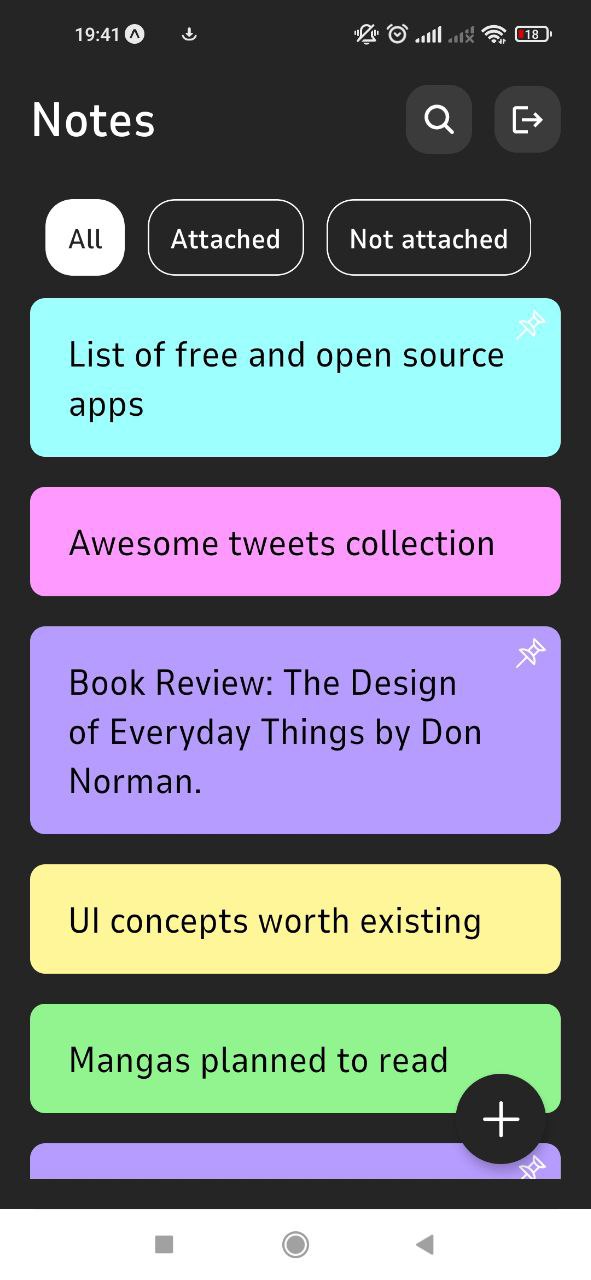 19:41
18
Notes
All
Attached
Not attached
List of free and open source
apps
Awesome tweets collection
Book Review: The Design
of Everyday Things by Don
Norman.
UI concepts worth existing
Mangas planned to read